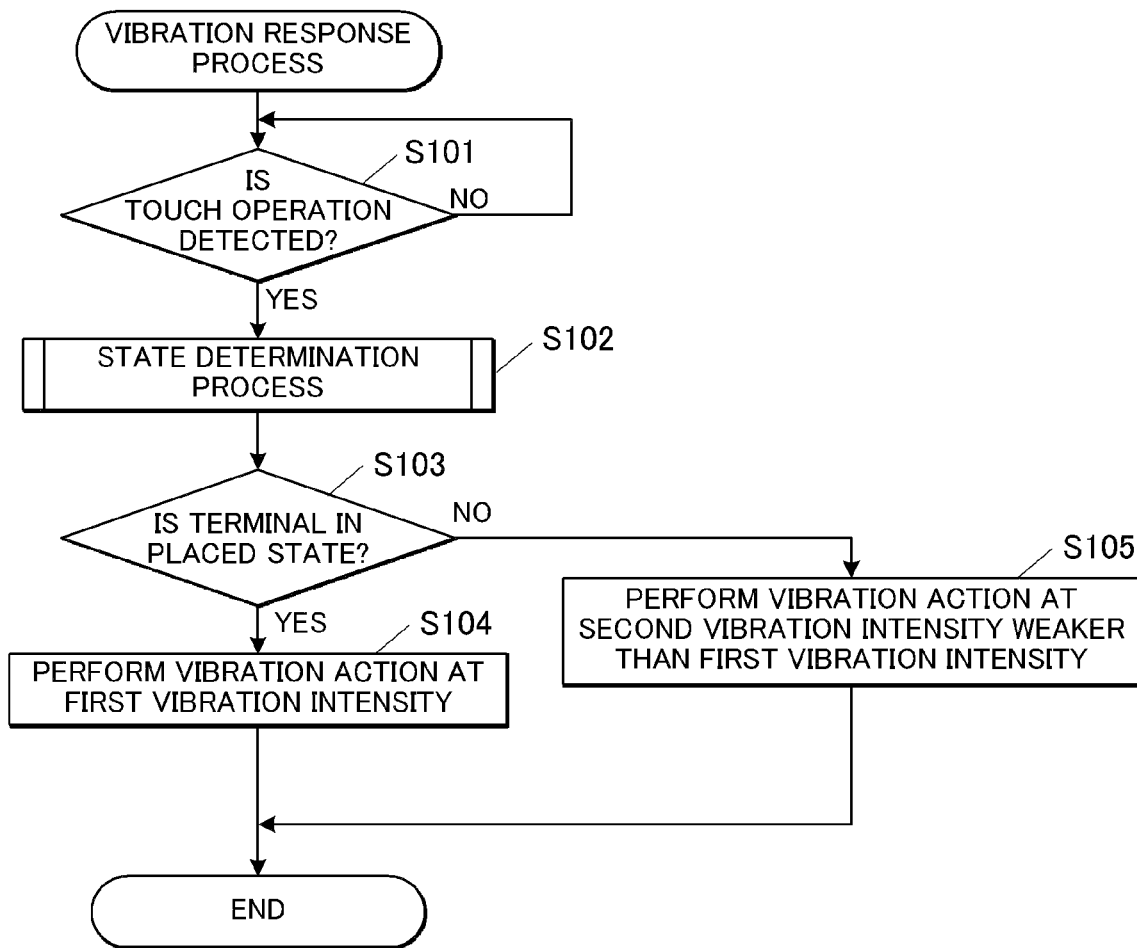 VIBRATION RESPONSE
PROCESS
S101
IS
TOUCH OPERATION
DETECTED?
NO
YES
STATE DETERMINATION
PROCESS
S102
S103
IS TERMINAL IN
PLACED STATE?
NO
YES
S104
PERFORM VIBRATION ACTION AT
FIRST VIBRATION INTENSITY
S105
PERFORM VIBRATION ACTION AT
SECOND VIBRATION INTENSITY WEAKER
THAN FIRST VIBRATION INTENSITY
END